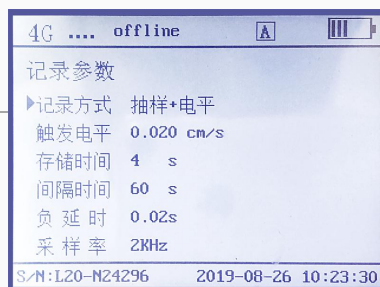 4G .... offline A
记录参数
▶记录方式 抽样+电平
触发电平 0.020 cm/s
存储时间 4 s
间隔时间 60 s
负延时 0.02s
采样率 2KHz
S/N:L20-N24296 2019-08-26 10:23:30